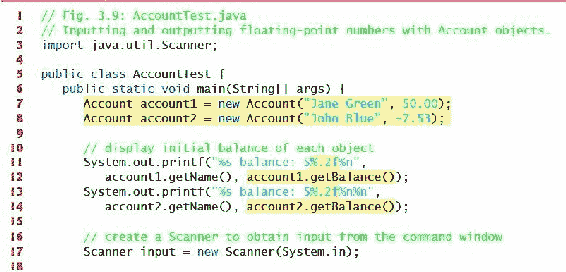 1 // Fig. 3.9: AccountTest.java
2 // Inputting and outputting floating-point numbers with Account objects.
3 import java.util.Scanner;
4
5 public class AccountTest {
6 public static void main(String[] args) {
7 Account account1 = new Account("Jane Green", 50.00);
8 Account account2 = new Account("John Blue", -7.53);
9
10 // display initial balance of each object
11 System.out.printf("%s balance: $%.2f%n",
12 account1.getName(), account1.getBalance());
13 System.out.printf("%s balance: $%.2f%n%n",
14 account2.getName(), account2.getBalance());
15
16 // create a Scanner to obtain input from the command window
17 Scanner input = new Scanner(System.in);
18